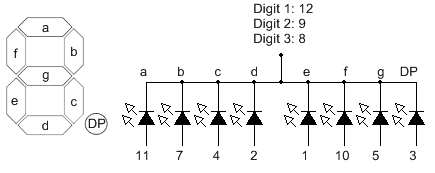 Digit 1: 12
Digit 2: 9
Digit 3: 8
a
f b
g
e c
d DP
a b c d e f g DP
11 7 4 2 1 10 5 3